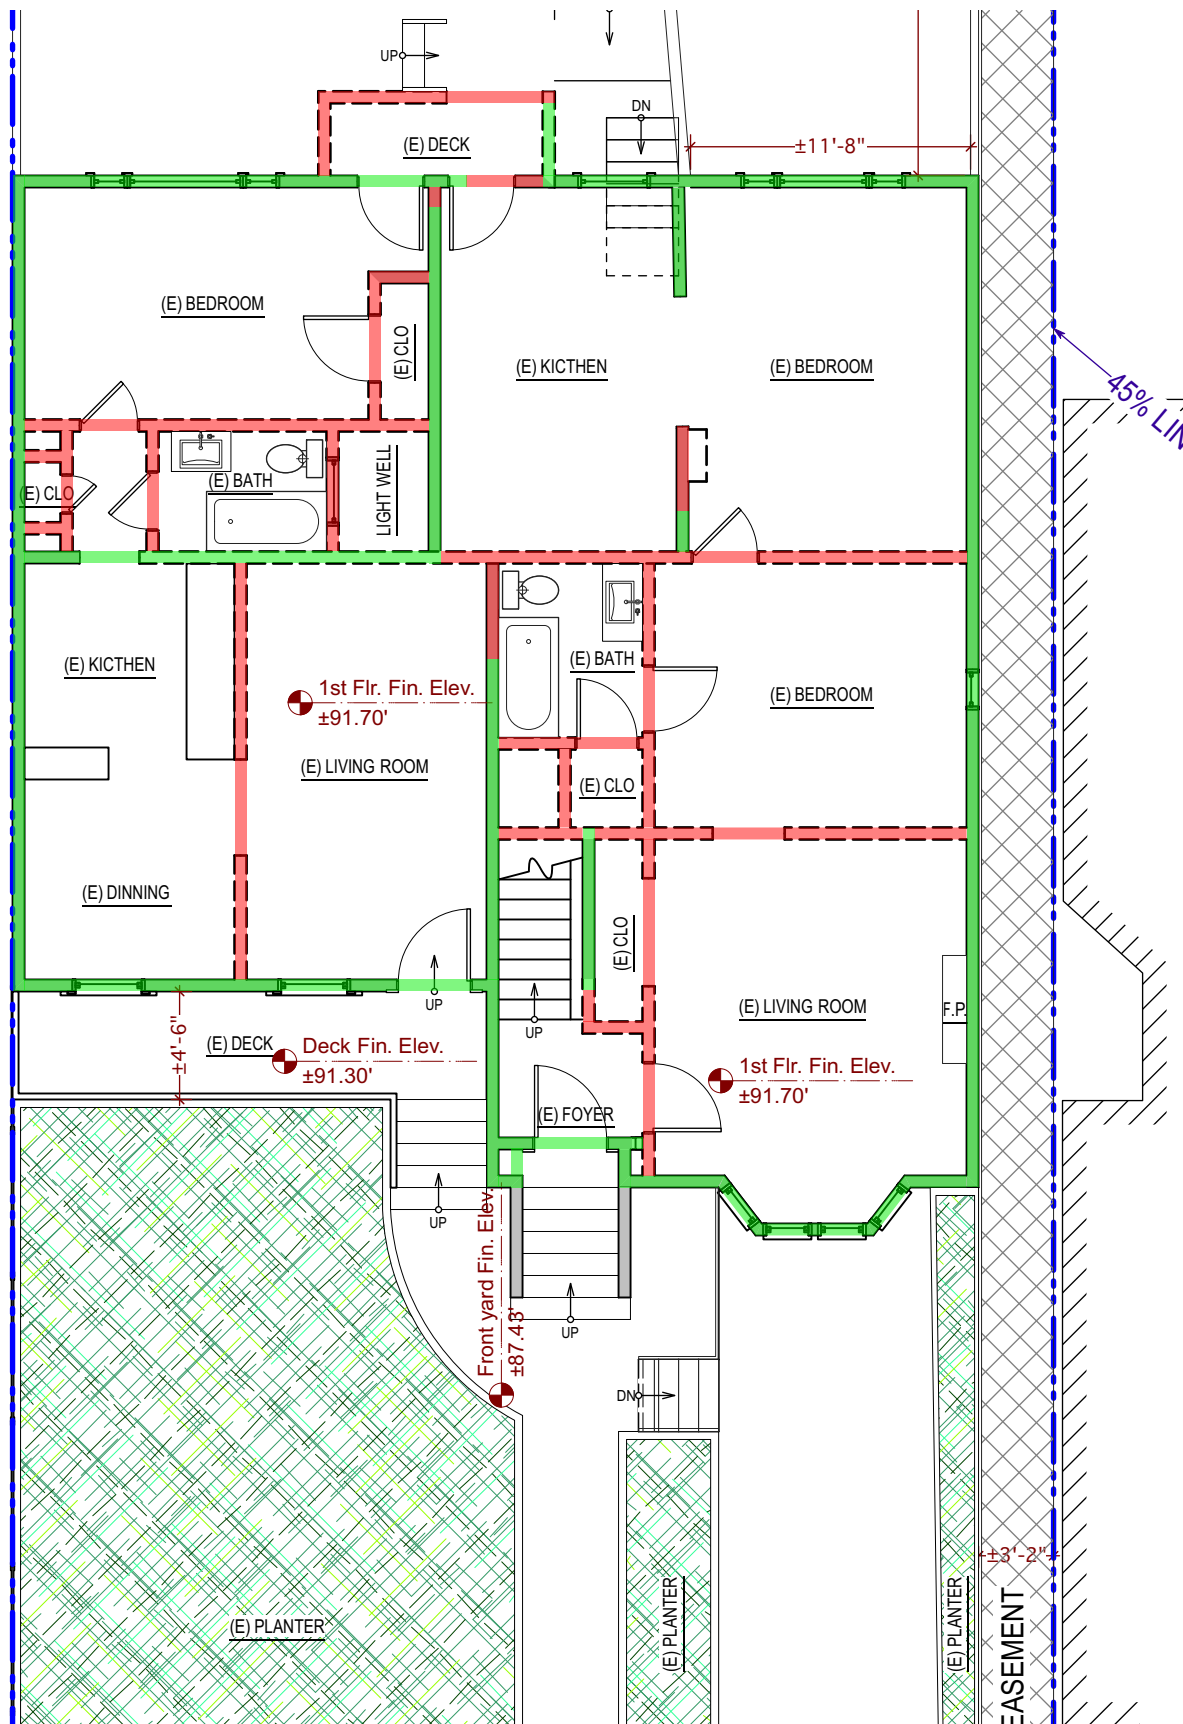 UP
DN
(E) DECK
±11'-8"
(E) BEDROOM
(E) CLO
(E) KICTHEN
(E) BEDROOM
45% LIN
(E) CLO
(E) BATH
LIGHT WELL
(E) KICTHEN
(E) BATH
1st Flr. Fin. Elev.
±91.70'
(E) BEDROOM
(E) LIVING ROOM
(E) CLO
(E) DINNING
(E) CLO
UP
UP
(E) LIVING ROOM
F.P.
±4'-6"
(E) DECK
Deck Fin. Elev.
±91.30'
1st Flr. Fin. Elev.
±91.70'
(E) FOYER
UP
Front yard Fin. Elev.
±87.43'
UP
DN
±3'-2"
(E) PLANTER
(E) PLANTER
(E) PLANTER
EASEMENT